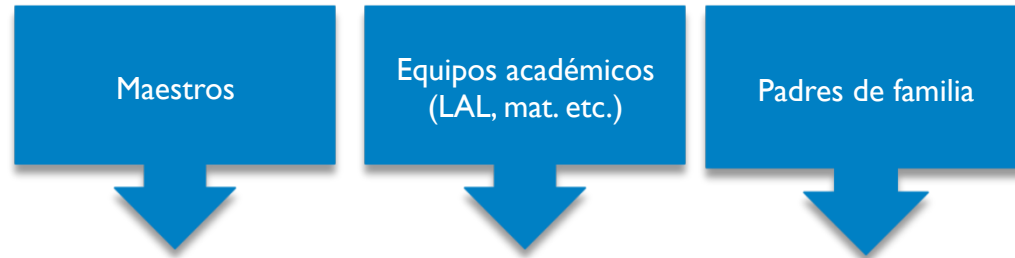 Maestros
Equipos académicos
(LAL, mat. etc.)
Padres de familia